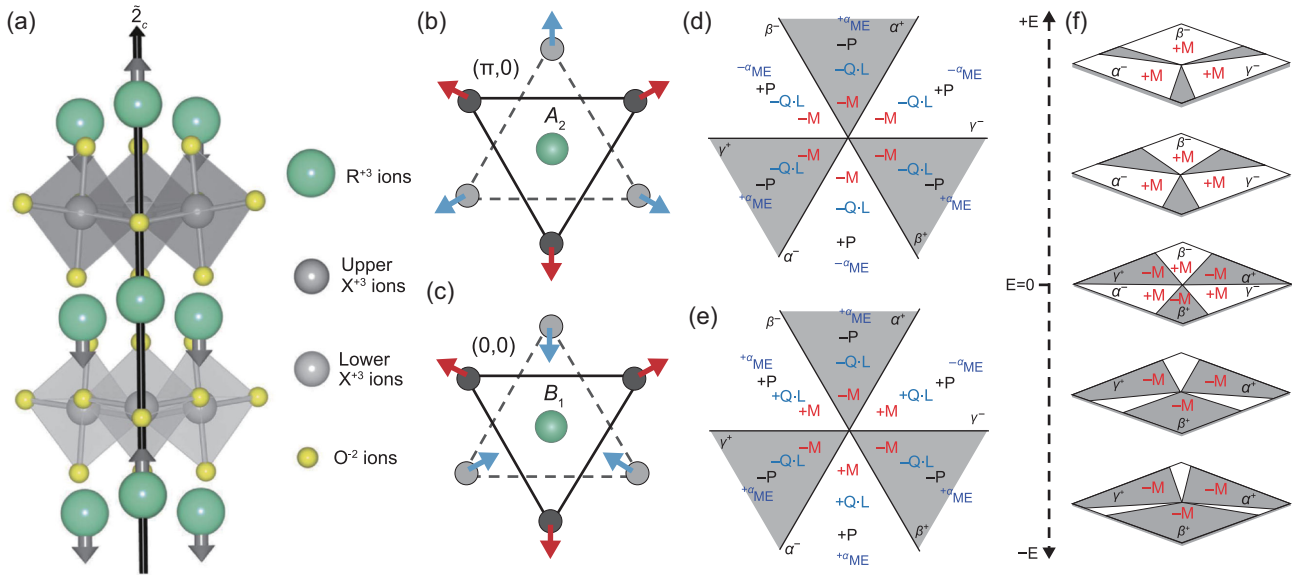 (a)
2̃c
R+3 ions
Upper
X+3 ions
Lower
X+3 ions
O-2 ions
(b)
(π,0)
A2
(c)
(0,0)
B1
(d)
β− +αME α+
−P
−Q·L
−M
−αME
+P
−Q·L
−M
−αME
+P
−Q·L
−M
γ−
γ+
−M
−Q·L
−P
+αME
−M
−Q·L
−P
+αME
−M
−Q·L
+P
−αME
α−
β+
(e)
β− +αME α+
−P
−Q·L
−M
+αME
+P
+Q·L
+M
−αME
+P
+Q·L
+M
γ−
γ+
−M
−Q·L
−P
+αME
−M
−Q·L
−P
+αME
+M
+Q·L
+P
+αME
α−
β+
(f)
+E
E=0
−E
β−
+M
α− +M +M γ−
β−
+M
α− +M +M γ−
β−
γ+ −M +M −M α+
α− +M −M +M γ−
β+
γ+ −M −M α+
−M
β+
γ+ −M −M α+
−M
β+